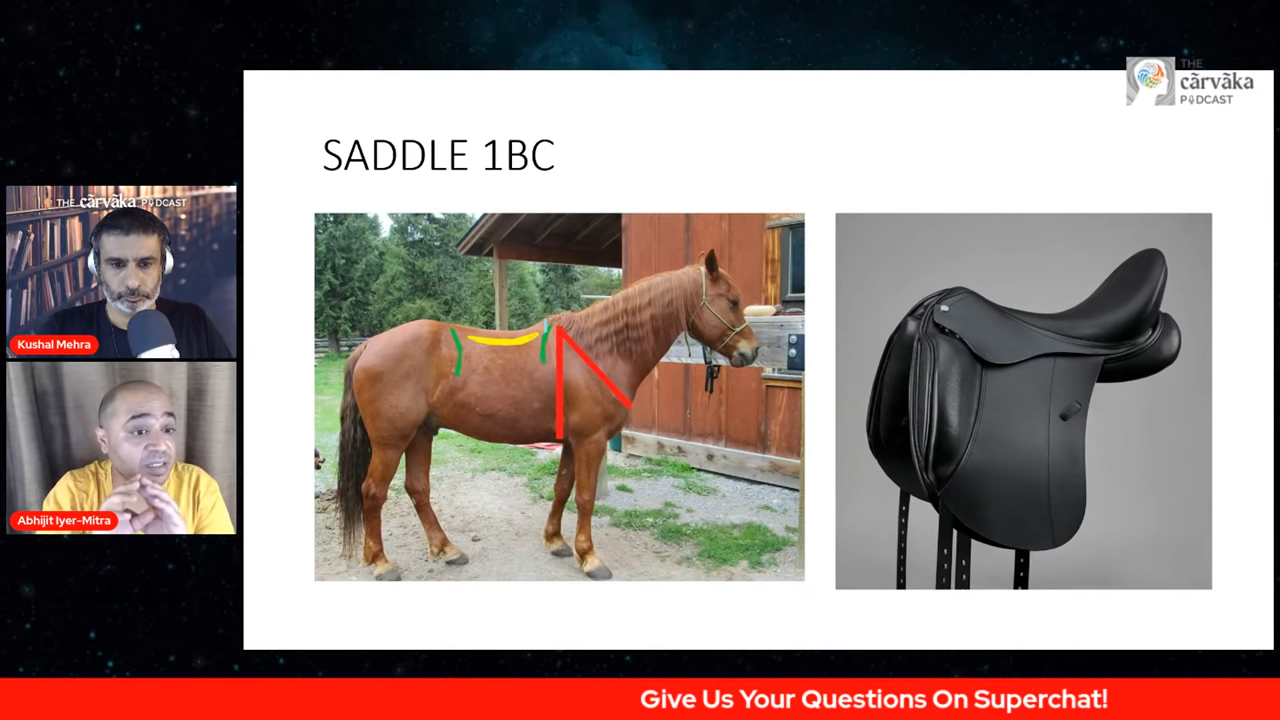 THE
cārvāka
PODCAST
SADDLE 1BC
THE cārvāka PODCAST
Kushal Mehra
Abhijit Iyer-Mitra
Give Us Your Questions On Superchat!